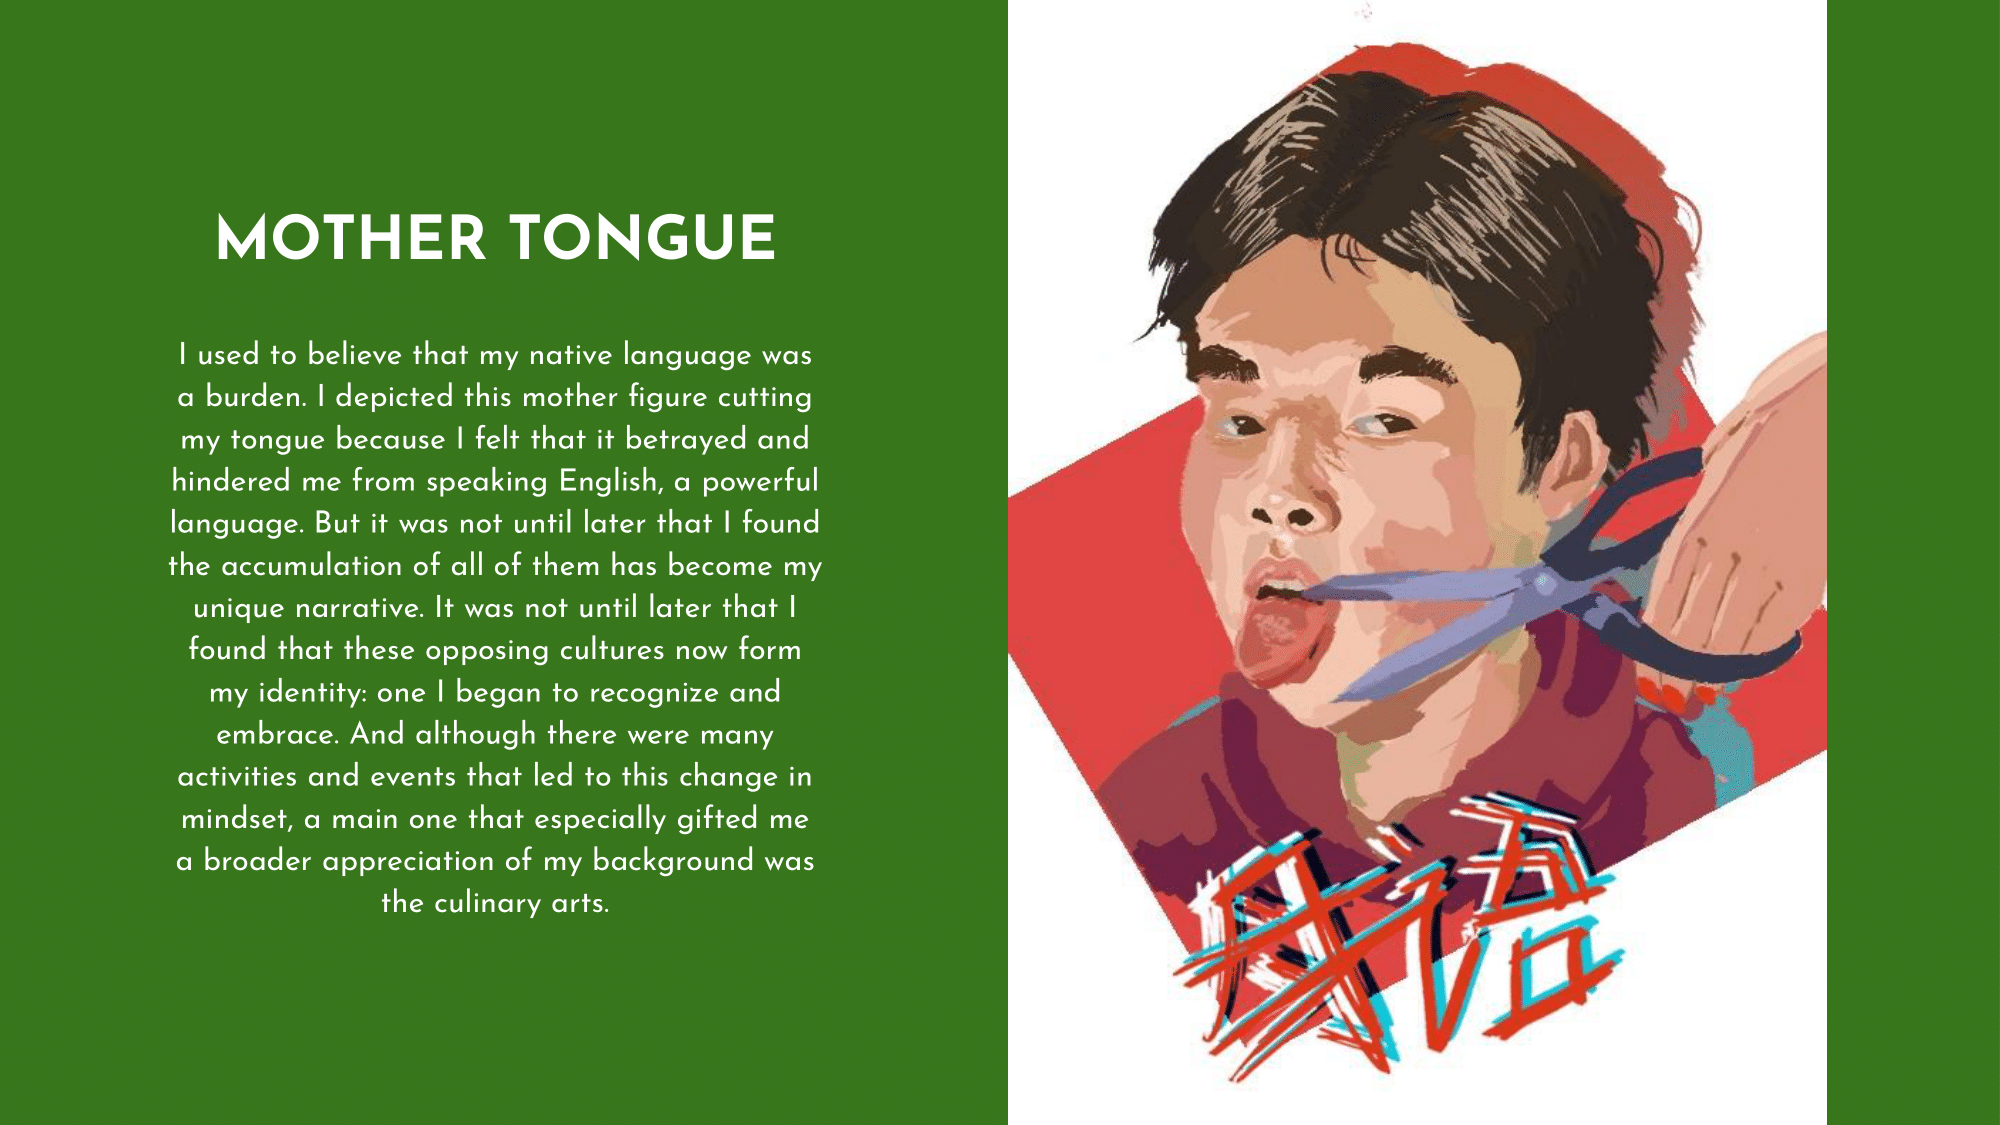 MOTHER TONGUE
I used to believe that my native language was
a burden. I depicted this mother figure cutting
my tongue because I felt that it betrayed and
hindered me from speaking English, a powerful
language. But it was not until later that I found
the accumulation of all of them has become my
unique narrative. It was not until later that I
found that these opposing cultures now form
my identity: one I began to recognize and
embrace. And although there were many
activities and events that led to this change in
mindset, a main one that especially gifted me
a broader appreciation of my background was
the culinary arts.
母语